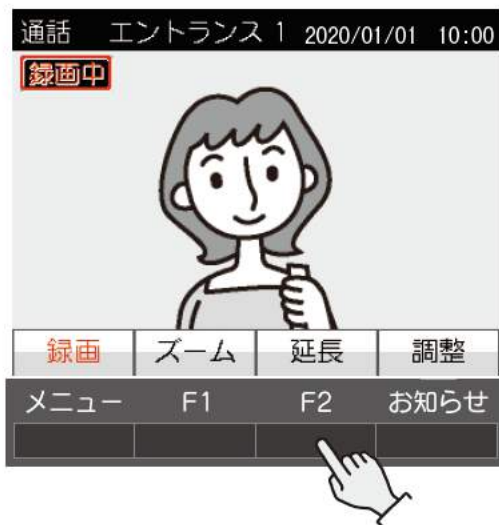 通話 エントランス 1 2020/01/01 10:00
録画中
録画 ズーム 延長 調整
メニュー F1 F2 お知らせ